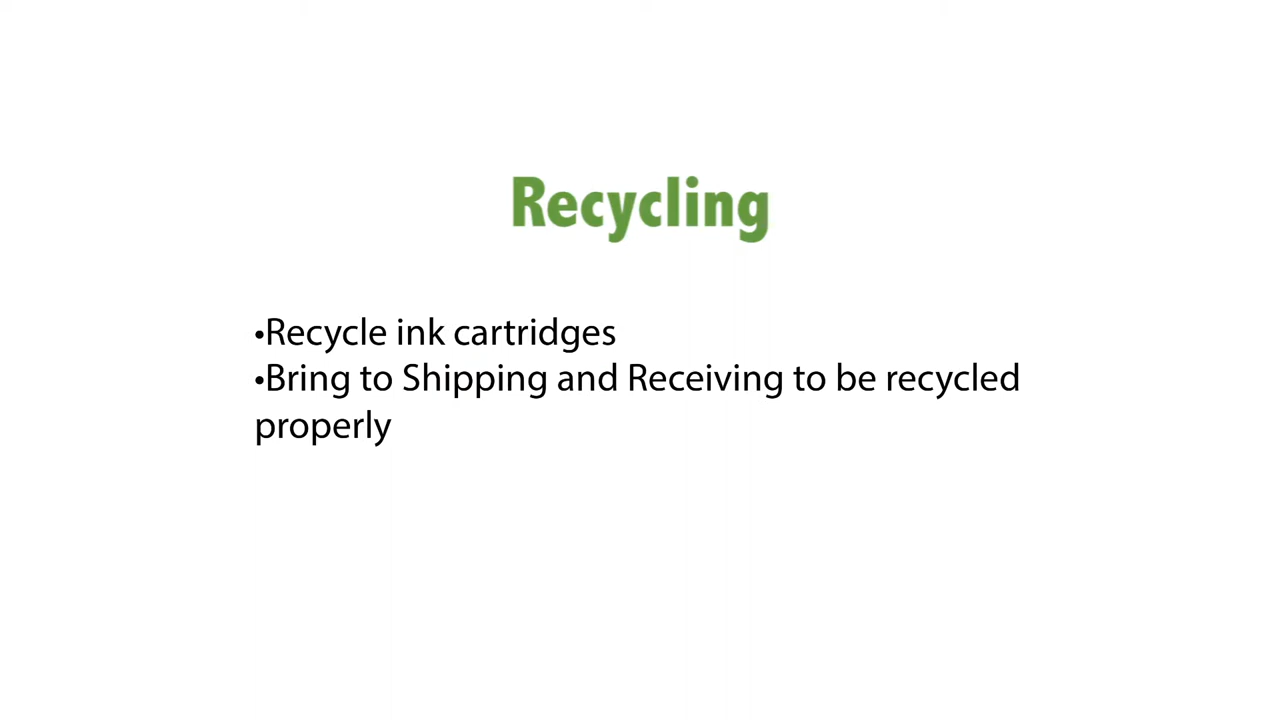 Recycling
•Recycle ink cartridges
•Bring to Shipping and Receiving to be recycled
properly